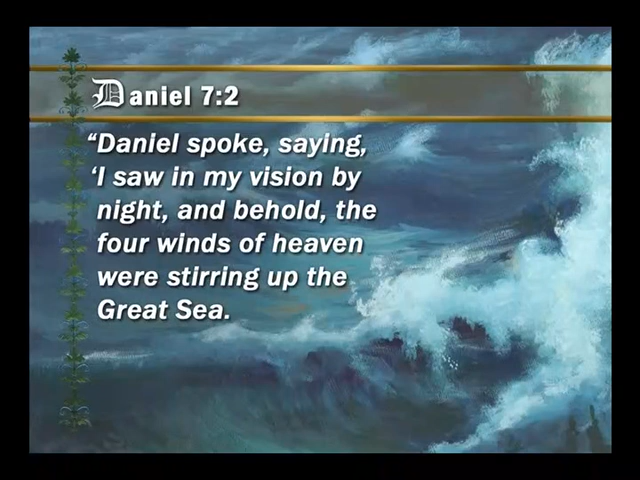 Daniel 7:2
“Daniel spoke, saying,
‘I saw in my vision by
night, and behold, the
four winds of heaven
were stirring up the
Great Sea.